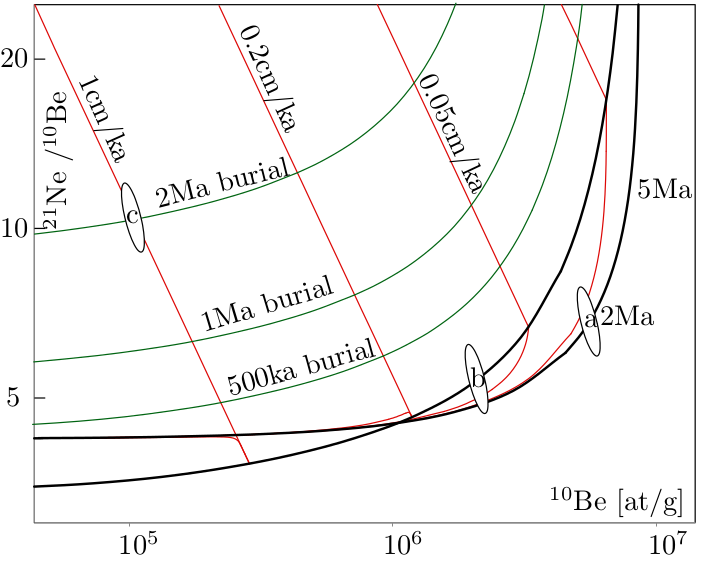 20
10
5
²¹Ne /¹⁰Be
1cm/ka
0.2cm/ka
0.05cm/ka
2Ma burial
1Ma burial
500ka burial
5Ma
2Ma
a
b
c
¹⁰Be [at/g]
10⁵
10⁶
10⁷